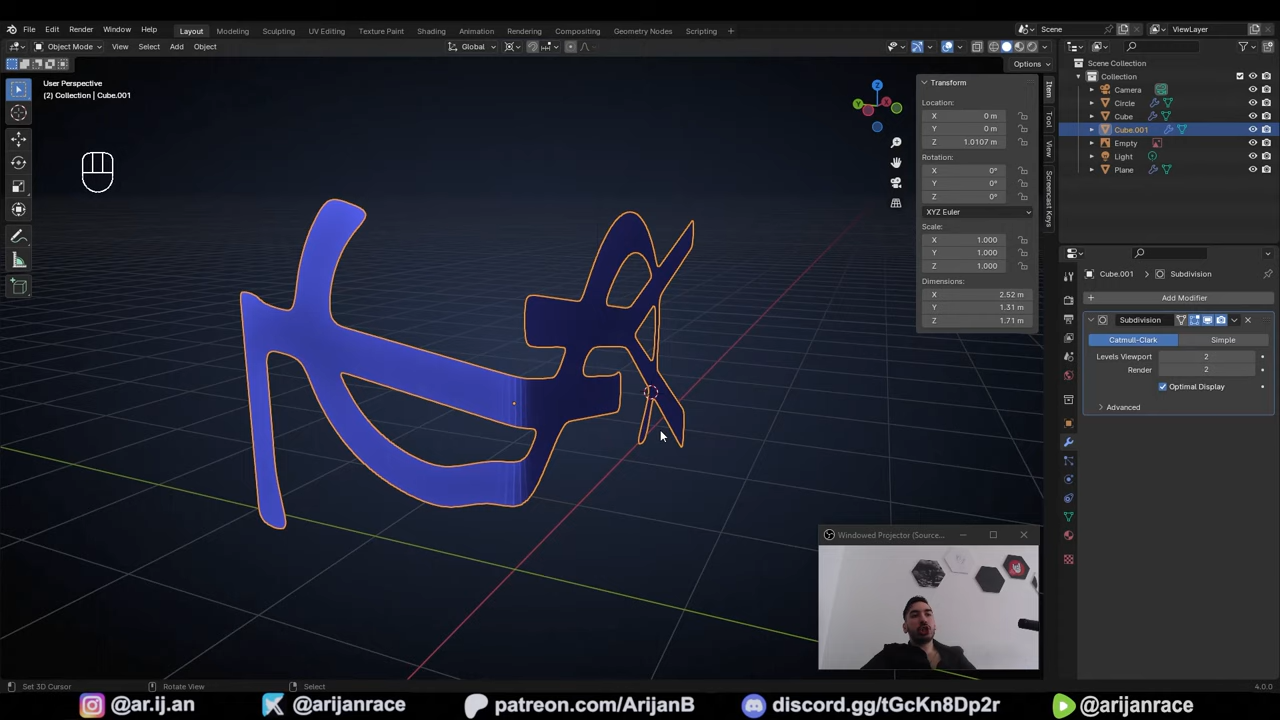 File Edit Render Window Help Layout Modeling Sculpting UV Editing Texture Paint Shading Animation Rendering Compositing Geometry Nodes Scripting + Scene ViewLayer
Object Mode View Select Add Object Global
Options
User Perspective
(2) Collection | Cube.001
Transform
Location:
X 0 m
Y 0 m
Z 1.0107 m
Rotation:
X 0°
Y 0°
Z 0°
XYZ Euler
Scale:
X 1.000
Y 1.000
Z 1.000
Dimensions:
X 2.52 m
Y 1.31 m
Z 1.71 m
Item
Tool
View
Screencast Keys
Scene Collection
Collection
Camera
Circle
Cube
Cube.001
Empty
Light
Plane
Cube.001 Subdivision
+ Add Modifier
Subdivision
Catmull-Clark Simple
Levels Viewport 2
Render 2
Optimal Display
Advanced
Windowed Projector (Source...
Set 3D Cursor Rotate View Select 4.0.0
@ar.ij.an @arijanrace patreon.com/ArijanB discord.gg/tGcKn8Dp2r @arijanrace